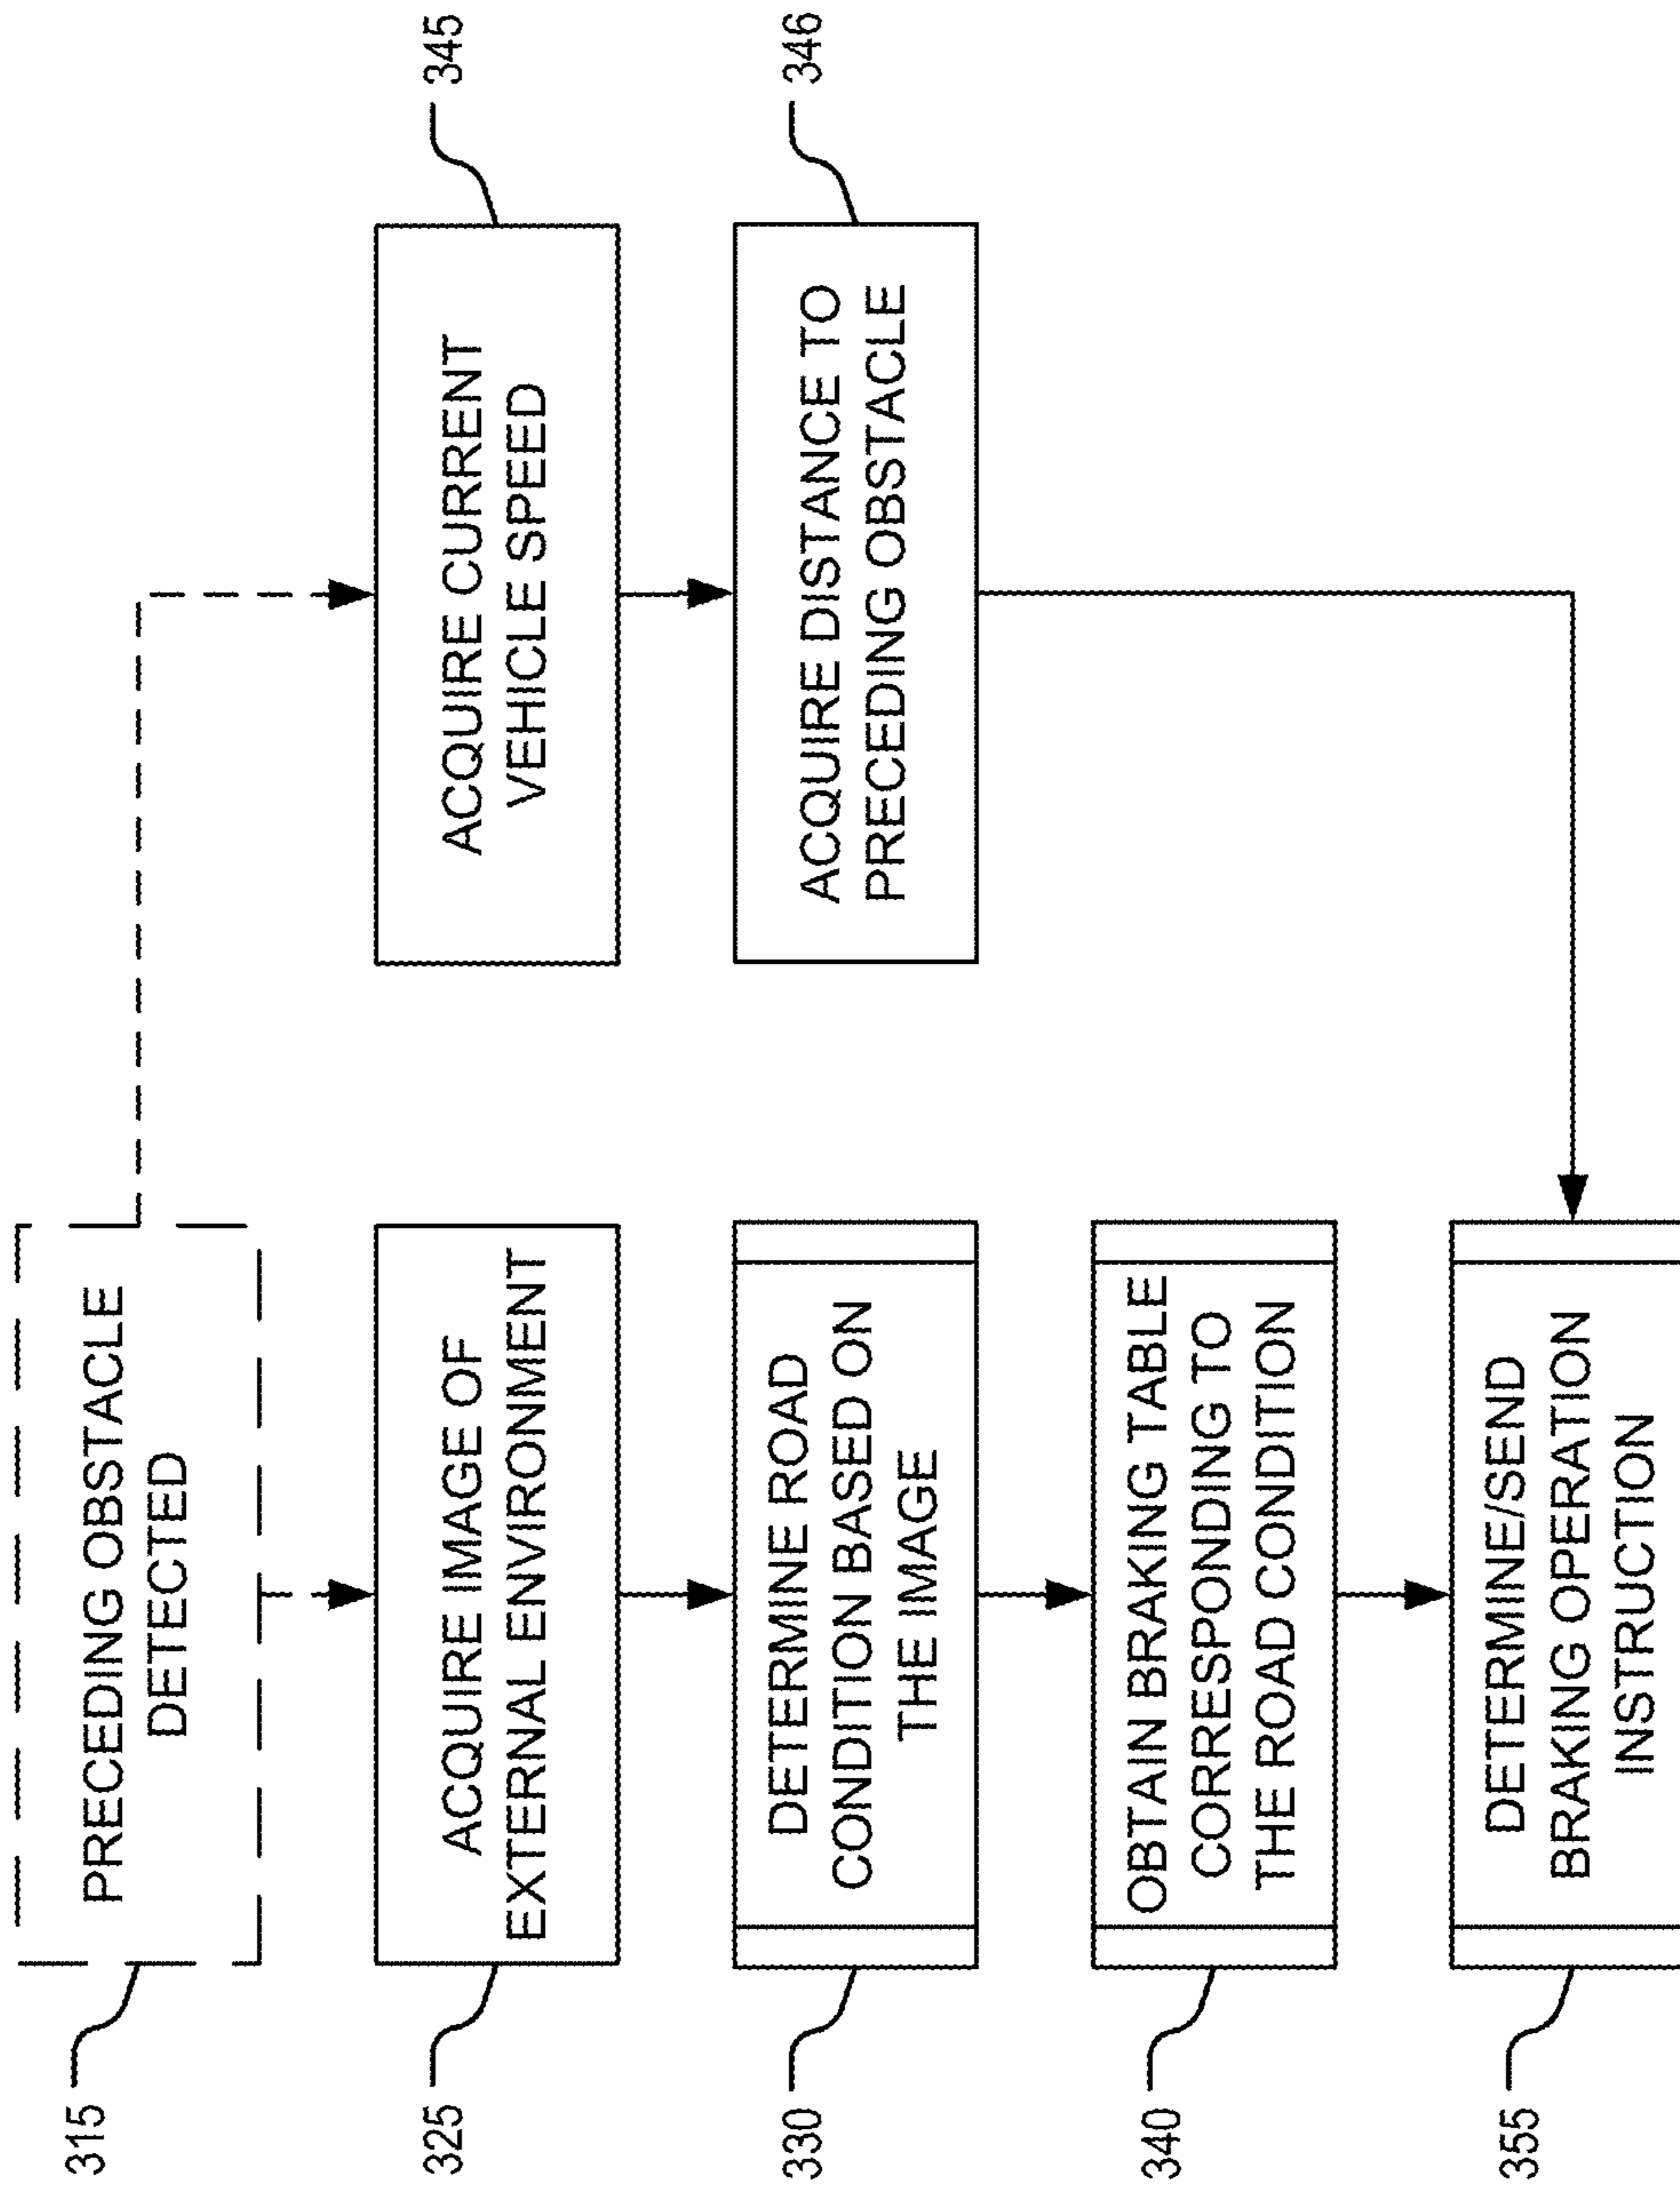 315
PRECEDING OBSTACLE
DETECTED
325
ACQUIRE IMAGE OF
EXTERNAL ENVIRONMENT
330
DETERMINE ROAD
CONDITION BASED ON
THE IMAGE
340
OBTAIN BRAKING TABLE
CORRESPONDING TO
THE ROAD CONDITION
345
ACQUIRE CURRENT
VEHICLE SPEED
346
ACQUIRE DISTANCE TO
PRECEDING OBSTACLE
355
DETERMINE/SEND
BRAKING OPERATION
INSTRUCTION